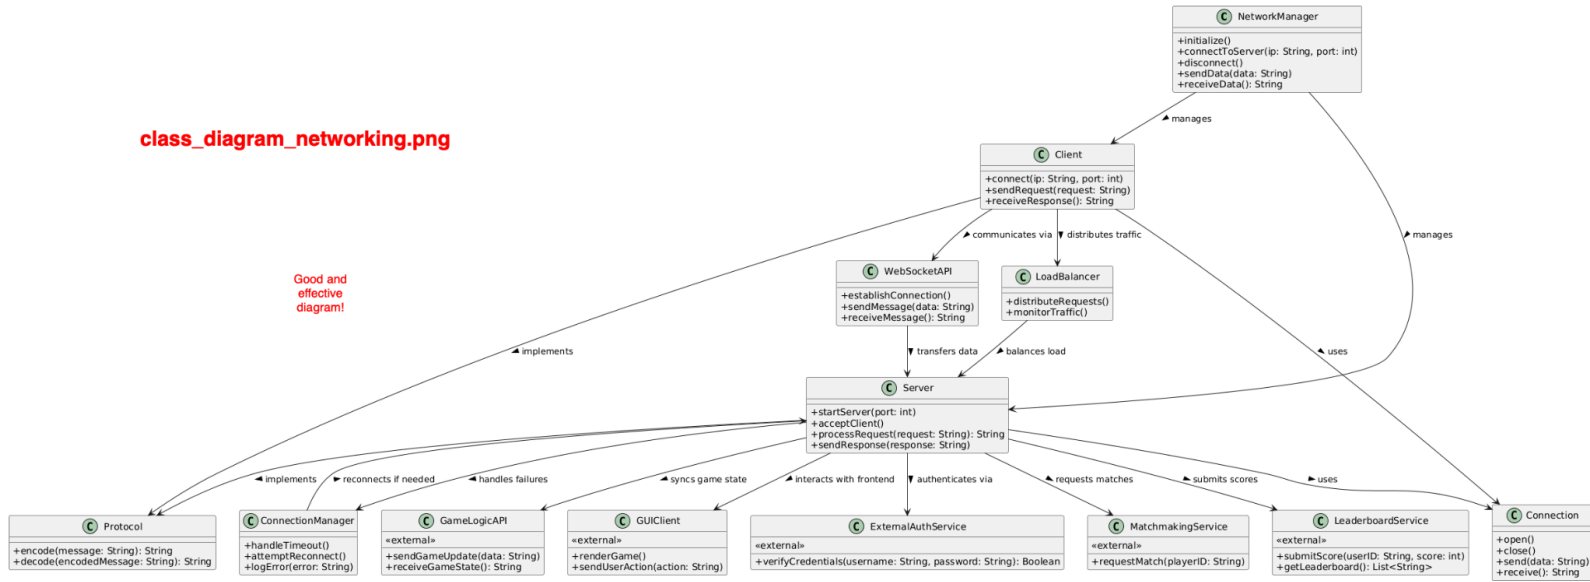 C NetworkManager
+initialize()
+connectToServer(ip: String, port: int)
+disconnect()
+sendData(data: String)
+receiveData(): String
class_diagram_networking.png
manages
C Client
+connect(ip: String, port: int)
+sendRequest(request: String)
+receiveResponse(): String
communicates via
distributes traffic
manages
Good and
effective
diagram!
C WebSocketAPI
+establishConnection()
+sendMessage(data: String)
+receiveMessage(): String
C LoadBalancer
+distributeRequests()
+monitorTraffic()
implements
transfers data
balances load
uses
C Server
+startServer(port: int)
+acceptClient()
+processRequest(request: String): String
+sendResponse(response: String)
implements
reconnects if needed
handles failures
syncs game state
interacts with frontend
authenticates via
requests matches
submits scores
uses
C Protocol
+encode(message: String): String
+decode(encodedMessage: String): String
C ConnectionManager
+handleTimeout()
+attemptReconnect()
+logError(error: String)
C GameLogicAPI
«external»
+sendGameUpdate(data: String)
+receiveGameState(): String
C GUIClient
«external»
+renderGame()
+sendUserAction(action: String)
C ExternalAuthService
«external»
+verifyCredentials(username: String, password: String): Boolean
C MatchmakingService
«external»
+requestMatch(playerID: String)
C LeaderboardService
«external»
+submitScore(userID: String, score: int)
+getLeaderboard(): List<String>
C Connection
+open()
+close()
+send(data: String)
+receive(): String